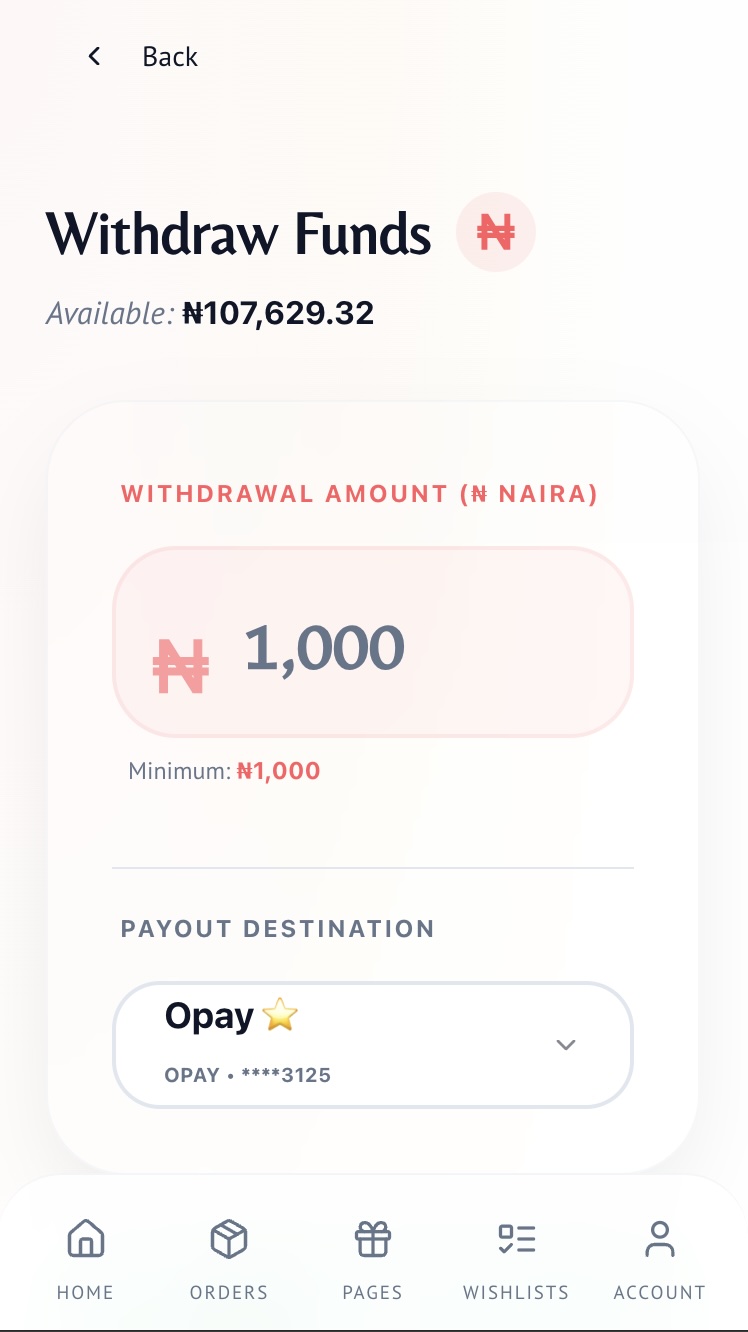 Back
Withdraw Funds ₦
Available: ₦107,629.32
WITHDRAWAL AMOUNT (₦ NAIRA)
₦ 1,000
Minimum: ₦1,000
PAYOUT DESTINATION
Opay ⭐
OPAY • ****3125
HOME ORDERS PAGES WISHLISTS ACCOUNT